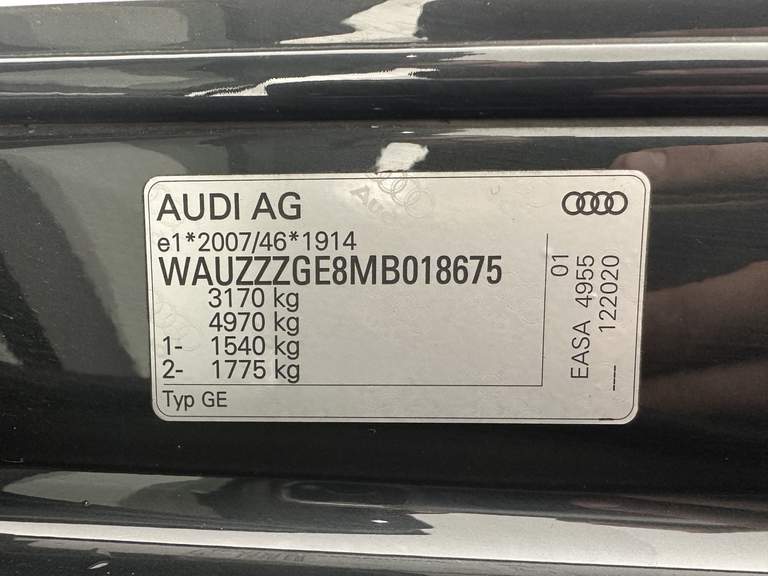 AUDI AG
e1*2007/46*1914
WAUZZZGE8MB018675
3170 kg
4970 kg
1- 1540 kg
2- 1775 kg
Typ GE
01
EASA 4955
---- 122020